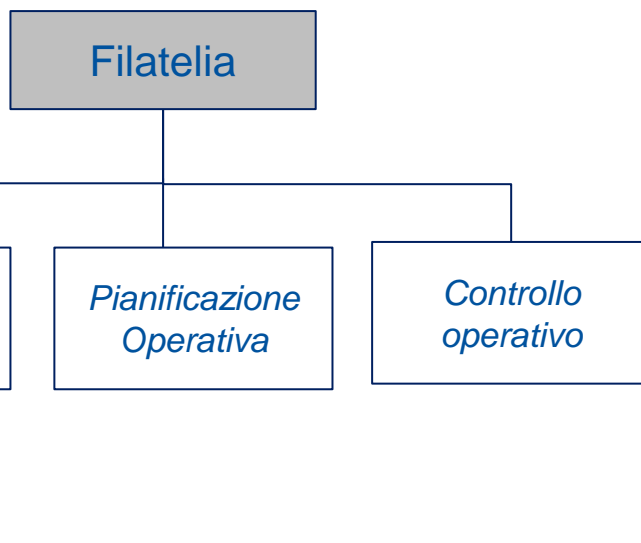 Filatelia
Pianificazione
Operativa
Controllo
operativo